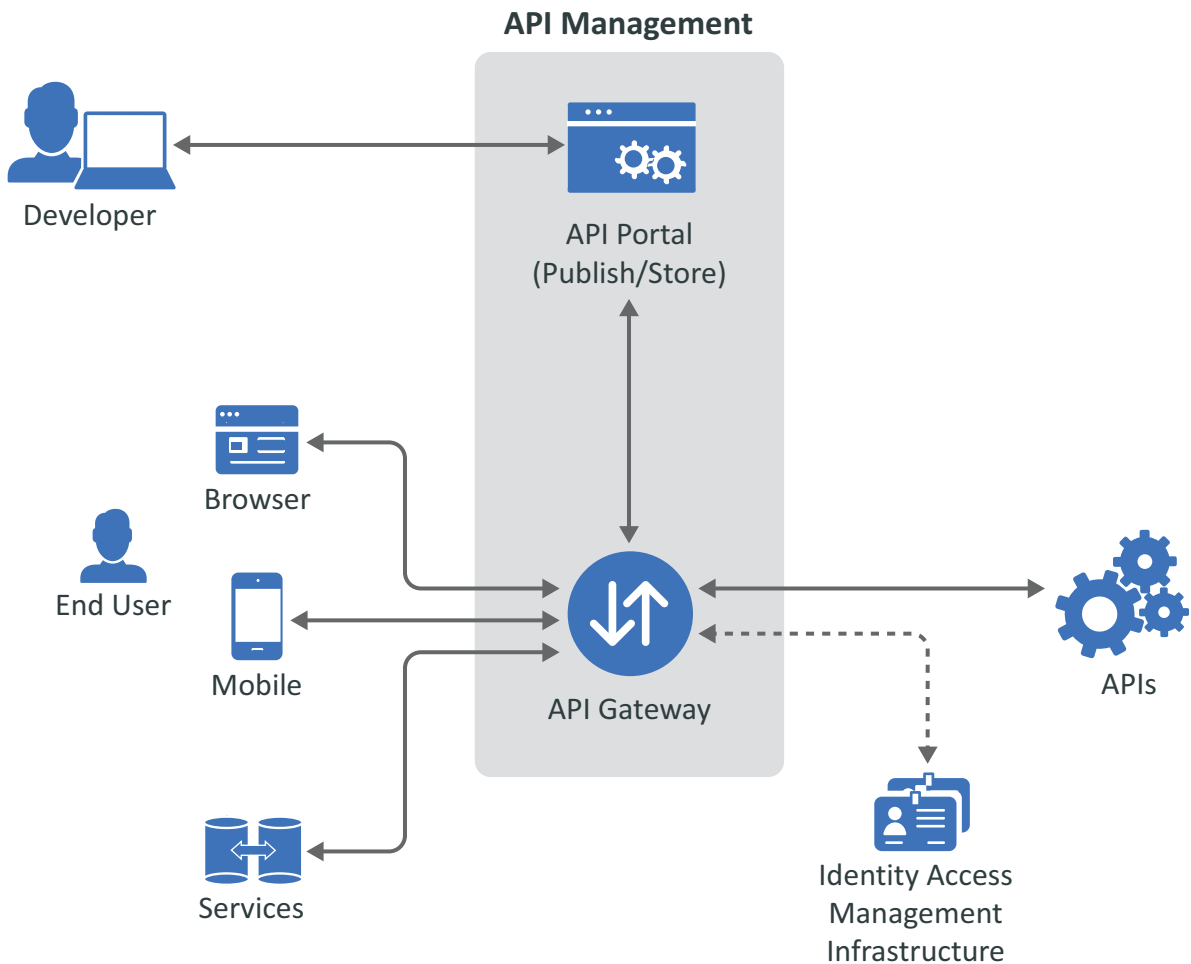 API Management
Developer
API Portal
(Publish/Store)
Browser
End User
Mobile
API Gateway
APIs
Services
Identity Access
Management
Infrastructure